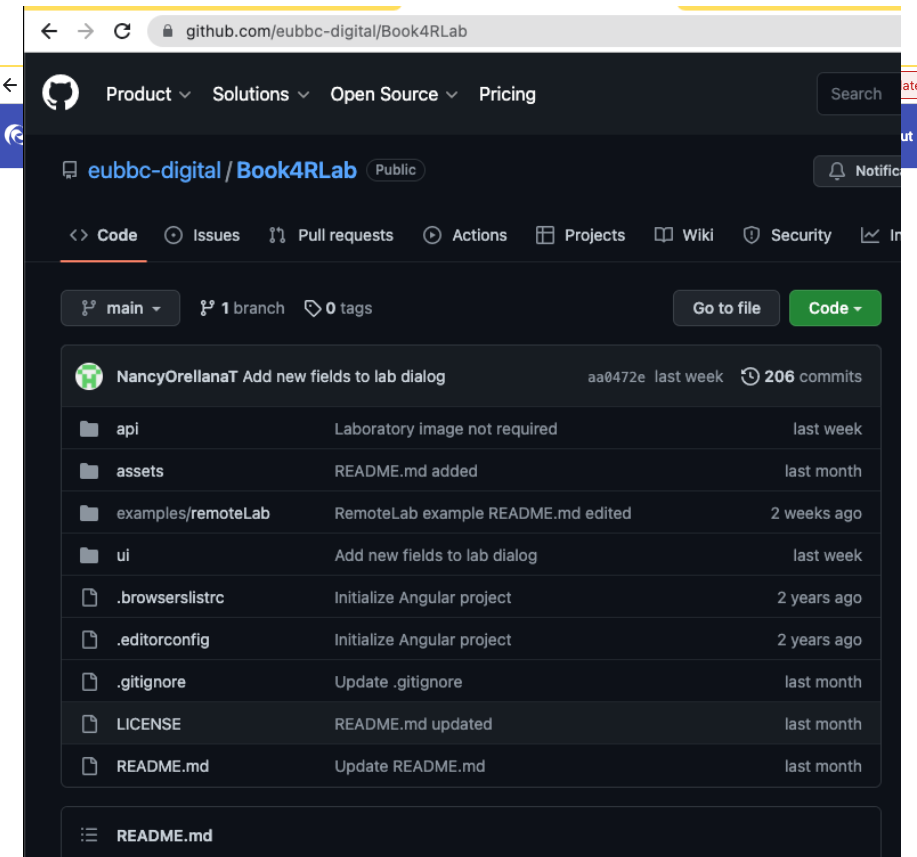 github.com/eubbc-digital/Book4RLab
Product Solutions Open Source Pricing Search
eubbc-digital / Book4RLab Public
<> Code Issues Pull requests Actions Projects Wiki Security
main 1 branch 0 tags Go to file Code
NancyOrellanaT Add new fields to lab dialog aa0472e last week 206 commits
api Laboratory image not required last week
assets README.md added last month
examples/remoteLab RemoteLab example README.md edited 2 weeks ago
ui Add new fields to lab dialog last week
.browserslistrc Initialize Angular project 2 years ago
.editorconfig Initialize Angular project 2 years ago
.gitignore Update .gitignore last month
LICENSE README.md updated last month
README.md Update README.md last month
README.md